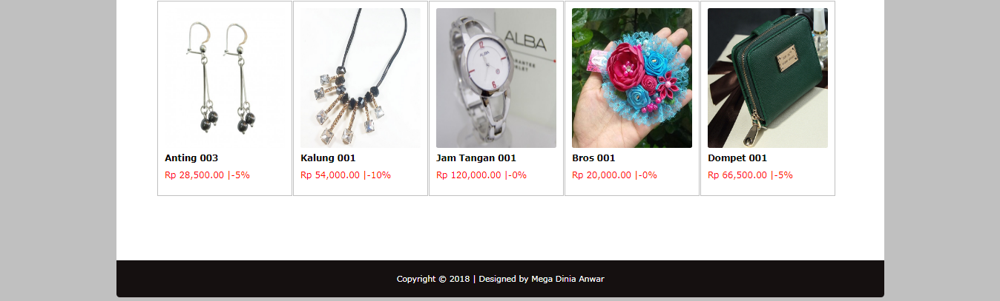 ALBA
ALBA
Anting 003
Rp 28,500.00 |-5%
Kalung 001
Rp 54,000.00 |-10%
Jam Tangan 001
Rp 120,000.00 |-0%
Bros 001
Rp 20,000.00 |-0%
Dompet 001
Rp 66,500.00 |-5%
Copyright © 2018 | Designed by Mega Dinia Anwar